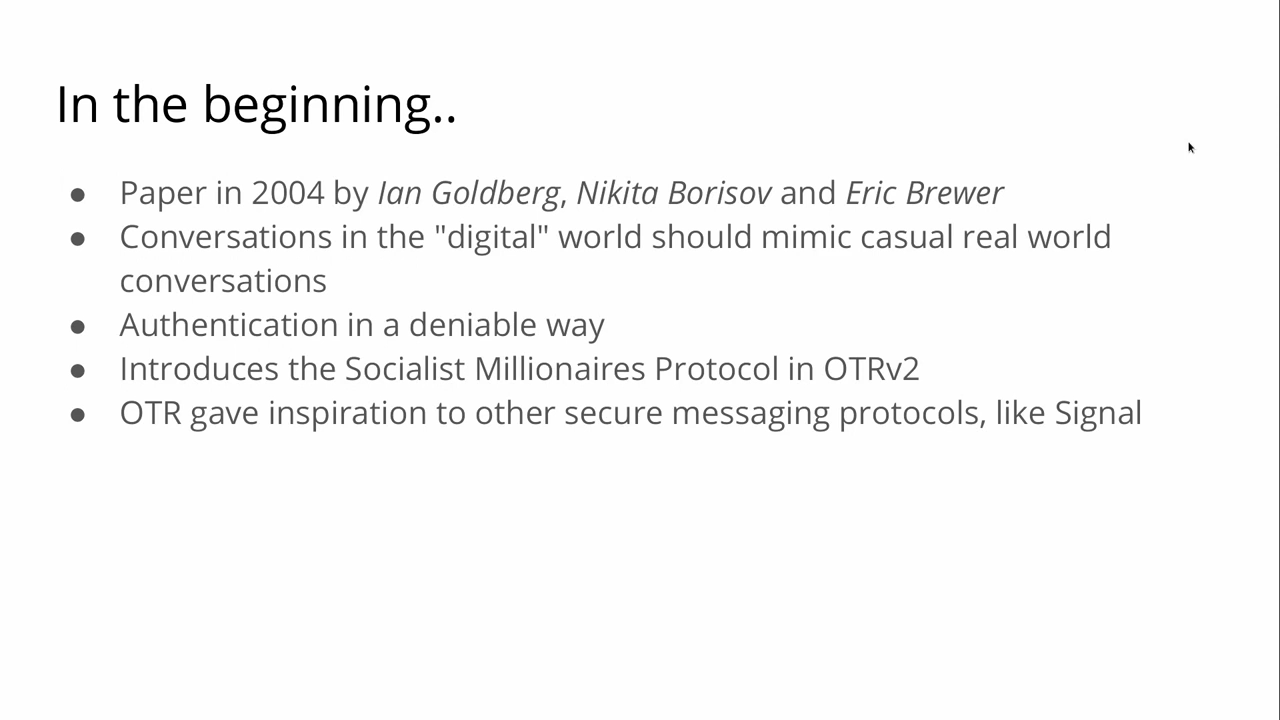 In the beginning..
● Paper in 2004 by Ian Goldberg, Nikita Borisov and Eric Brewer
● Conversations in the "digital" world should mimic casual real world
conversations
● Authentication in a deniable way
● Introduces the Socialist Millionaires Protocol in OTRv2
● OTR gave inspiration to other secure messaging protocols, like Signal